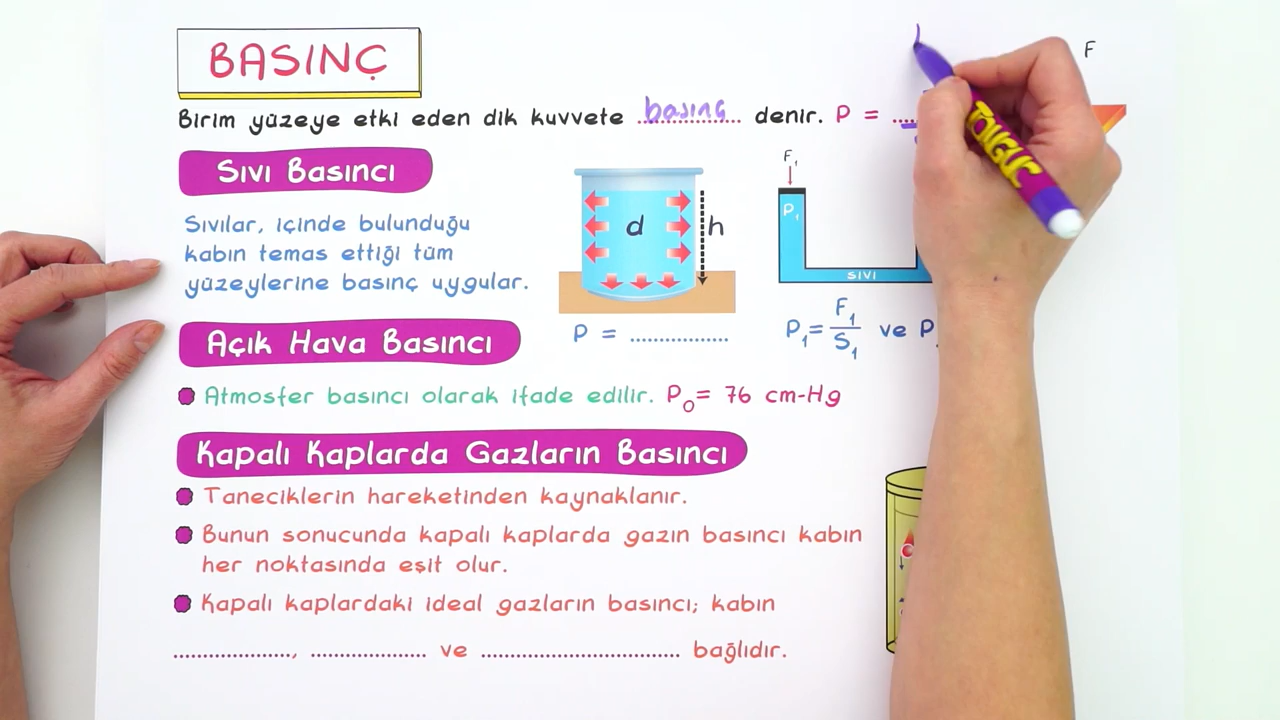 BASINÇ
F
Birim yüzeye etki eden dik kuvvete basınç denir. P = ....
Sıvı Basıncı
F₁
P₁
d
h
Sıvılar, içinde bulunduğu
kabın temas ettiği tüm
yüzeylerine basınç uygular.
SIVI
P = .................
P₁ = F₁/S₁ ve P
Açık Hava Basıncı
Atmosfer basıncı olarak ifade edilir. P₀= 76 cm-Hg
Kapalı Kaplarda Gazların Basıncı
Taneciklerin hareketinden kaynaklanır.
Bunun sonucunda kapalı kaplarda gazın basıncı kabın
her noktasında eşit olur.
Kapalı kaplardaki ideal gazların basıncı; kabın
...................., ................... ve ................................. bağlıdır.